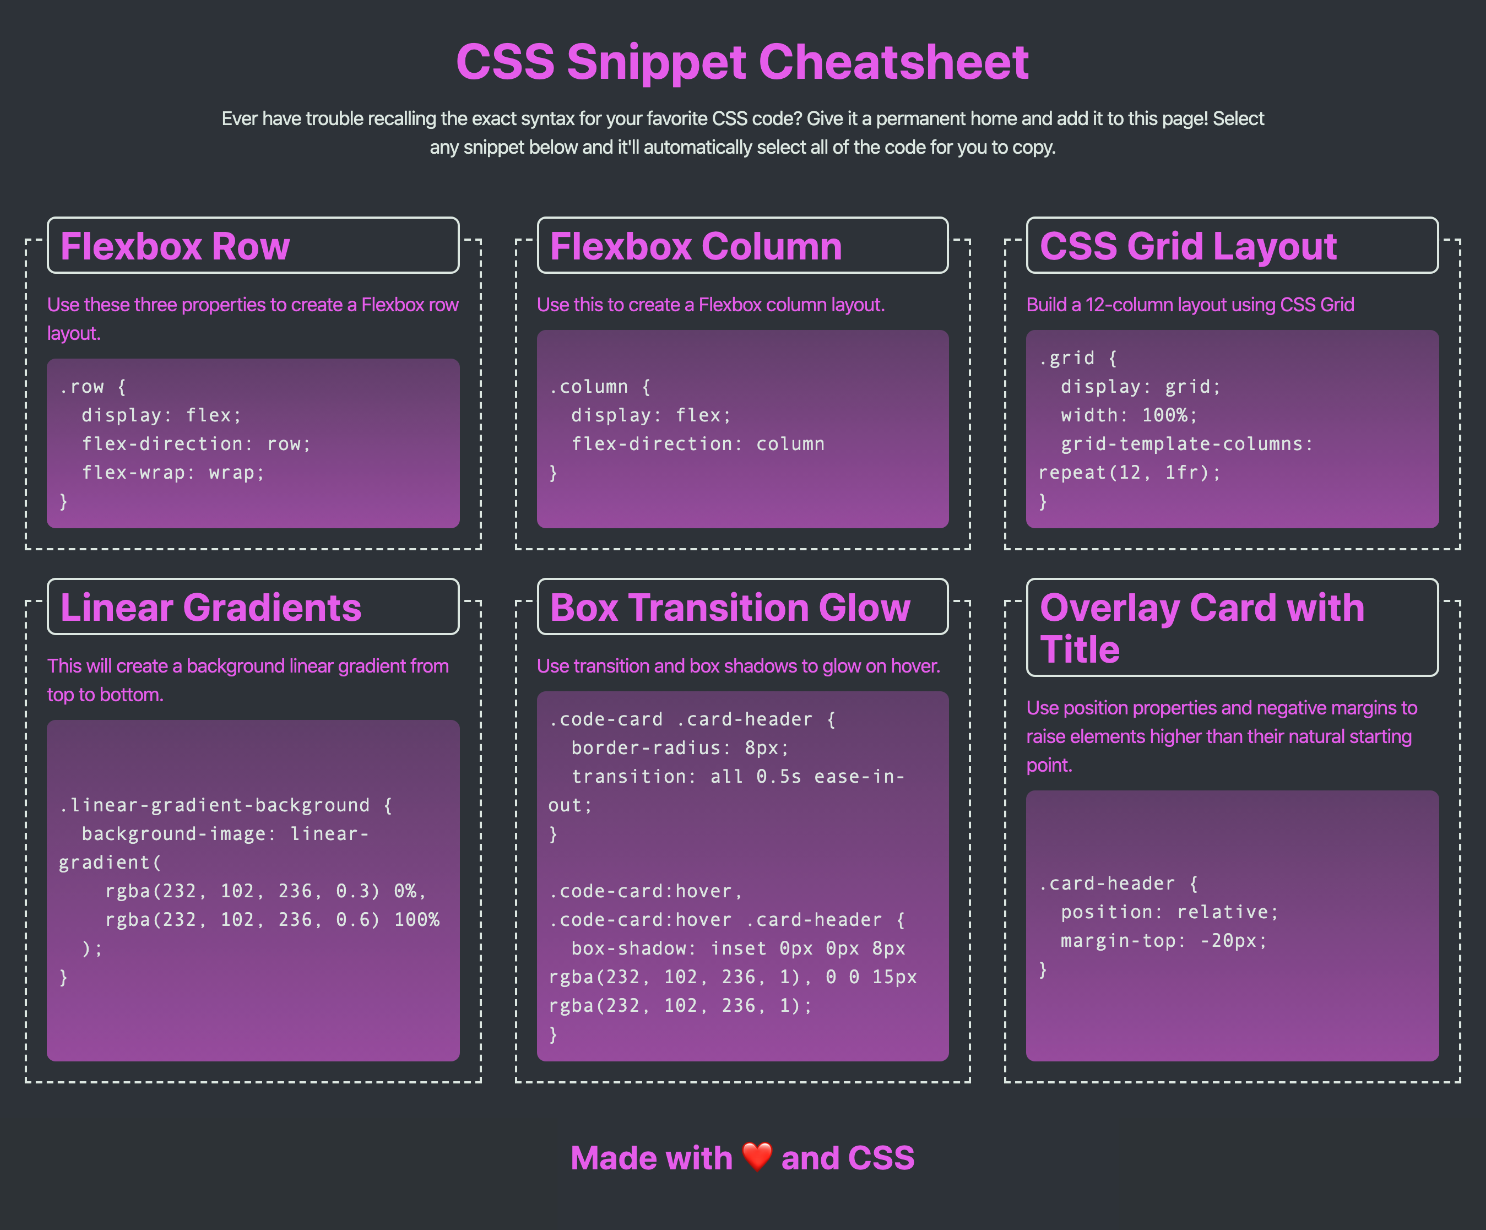 CSS Snippet Cheatsheet
Ever have trouble recalling the exact syntax for your favorite CSS code? Give it a permanent home and add it to this page! Select
any snippet below and it'll automatically select all of the code for you to copy.
Flexbox Row
Use these three properties to create a Flexbox row
layout.
.row {
  display: flex;
  flex-direction: row;
  flex-wrap: wrap;
}
Flexbox Column
Use this to create a Flexbox column layout.
.column {
  display: flex;
  flex-direction: column
}
CSS Grid Layout
Build a 12-column layout using CSS Grid
.grid {
  display: grid;
  width: 100%;
  grid-template-columns:
repeat(12, 1fr);
}
Linear Gradients
This will create a background linear gradient from
top to bottom.
.linear-gradient-background {
  background-image: linear-
gradient(
    rgba(232, 102, 236, 0.3) 0%,
    rgba(232, 102, 236, 0.6) 100%
  );
}
Box Transition Glow
Use transition and box shadows to glow on hover.
.code-card .card-header {
  border-radius: 8px;
  transition: all 0.5s ease-in-
out;
}
.code-card:hover,
.code-card:hover .card-header {
  box-shadow: inset 0px 0px 8px
rgba(232, 102, 236, 1), 0 0 15px
rgba(232, 102, 236, 1);
}
Overlay Card with
Title
Use position properties and negative margins to
raise elements higher than their natural starting
point.
.card-header {
  position: relative;
  margin-top: -20px;
}
Made with ❤️ and CSS